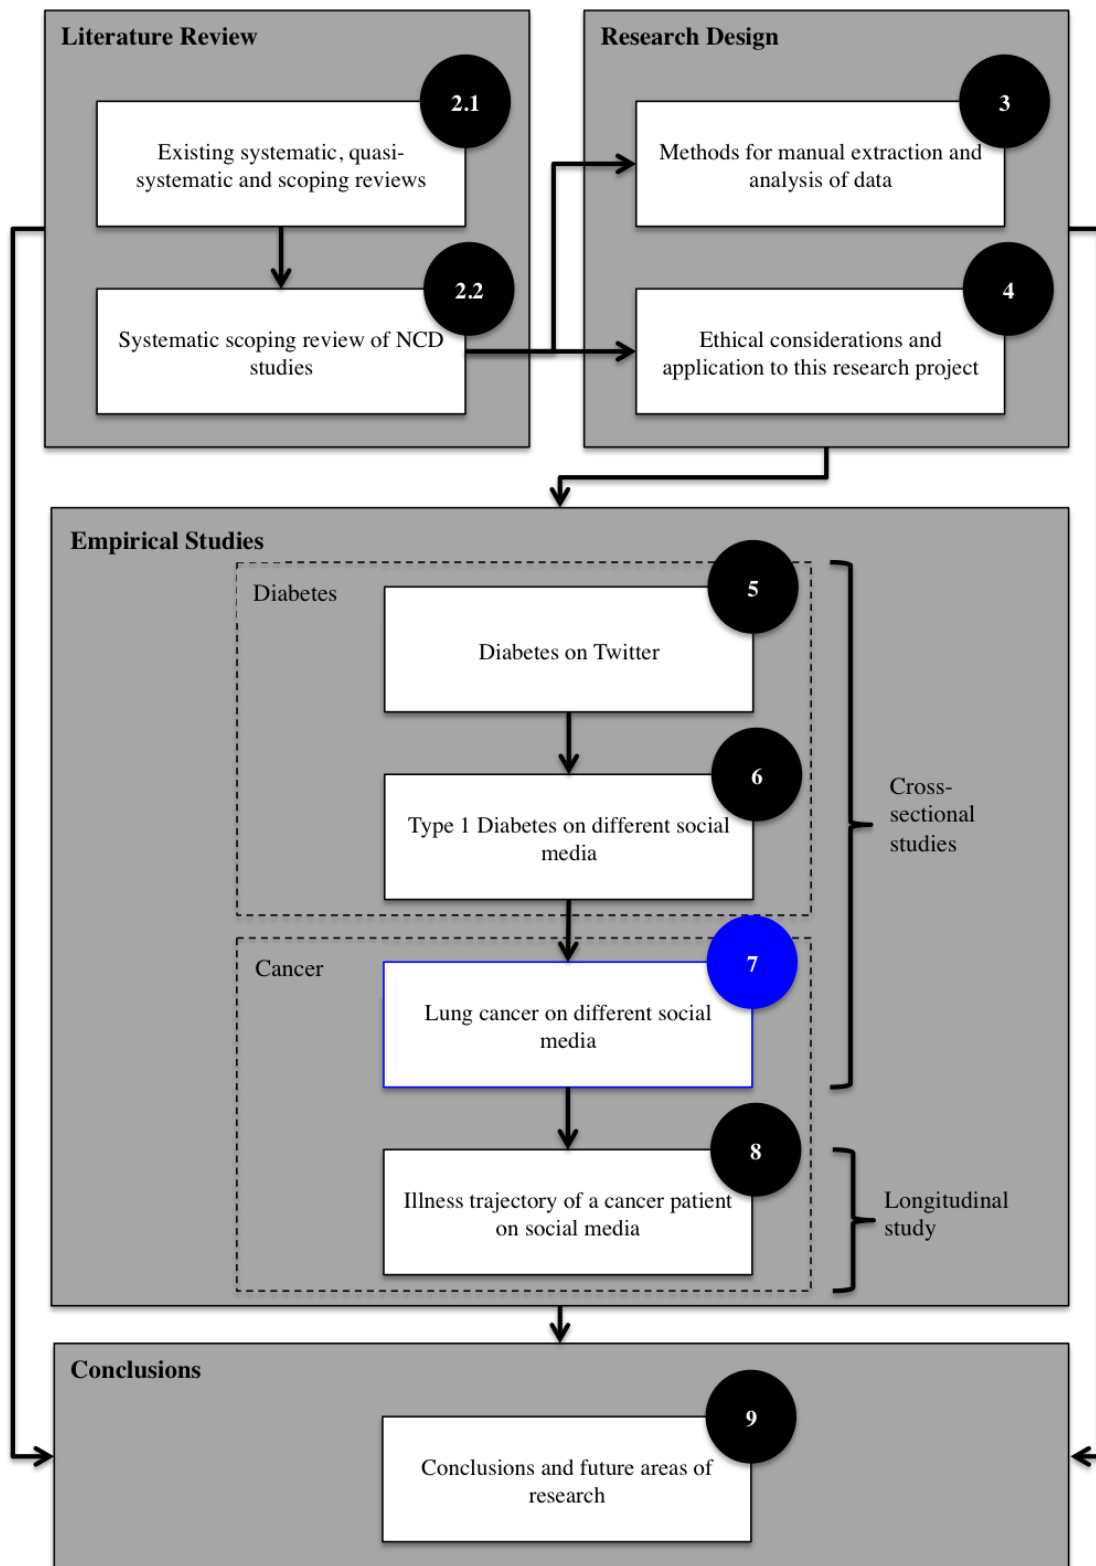 Literature Review
2.1
Existing systematic, quasi-
systematic and scoping reviews
2.2
Systematic scoping review of NCD
studies
Research Design
3
Methods for manual extraction and
analysis of data
4
Ethical considerations and
application to this research project
Empirical Studies
Diabetes
5
Diabetes on Twitter
6
Type 1 Diabetes on different social
media
Cross-
sectional
studies
Cancer
7
Lung cancer on different social
media
8
Illness trajectory of a cancer patient
on social media
Longitudinal
study
Conclusions
9
Conclusions and future areas of
research